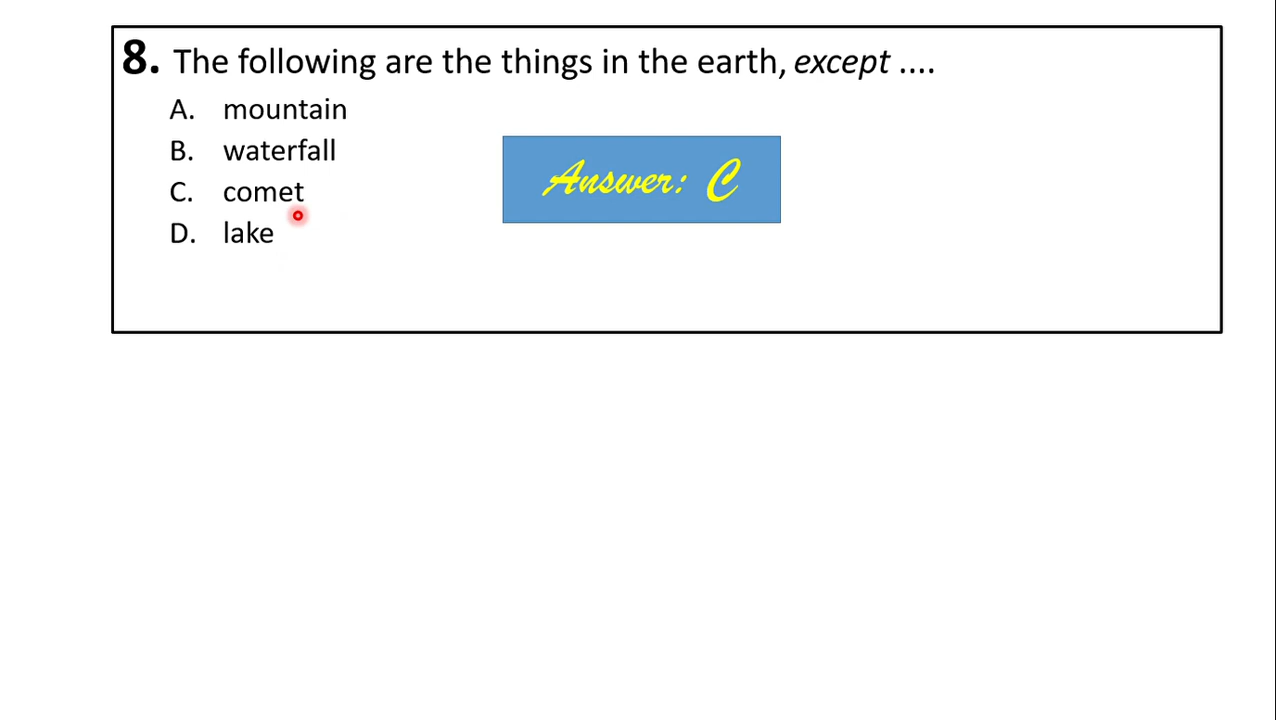 8. The following are the things in the earth, except ....
A. mountain
B. waterfall
Answer: C
C. comet
D. lake